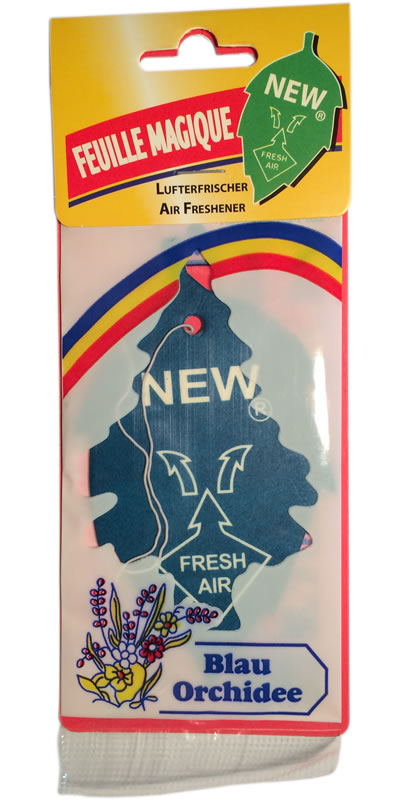 NEW
®
FRESH
AIR
FEUILLE MAGIQUE
LUFTERFRISCHER
AIR FRESHENER
NEW
®
FRESH
AIR
Blau
Orchidee